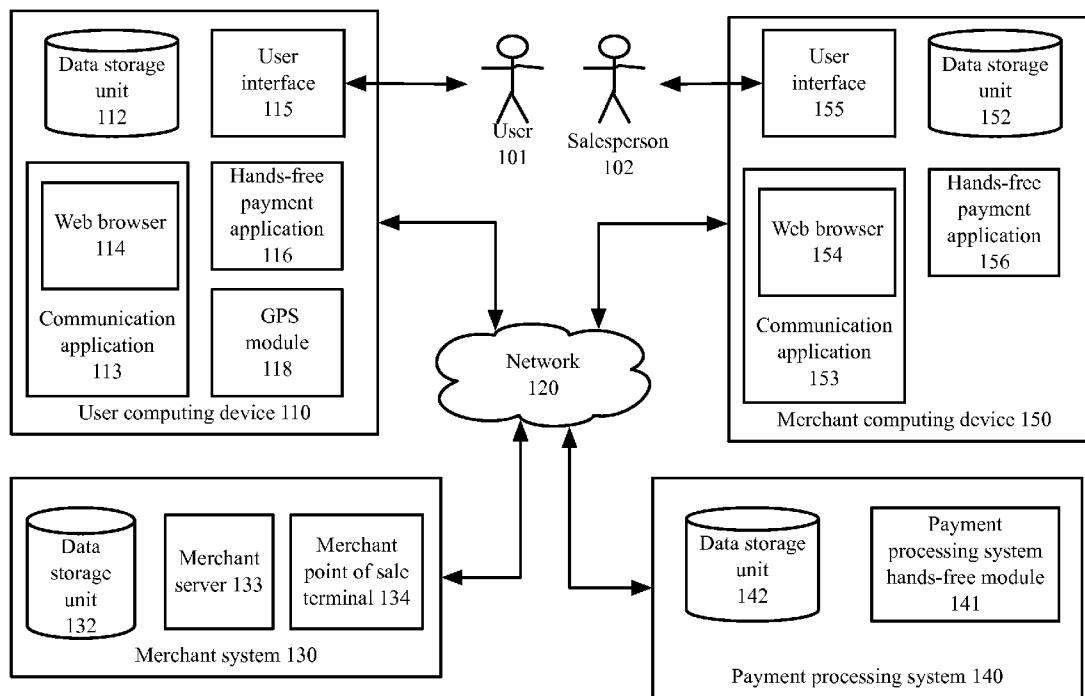 Data storage
unit
112
User
interface
115
Web browser
114
Communication
application
113
Hands-free
payment
application
116
GPS
module
118
User computing device 110
User
101
Salesperson
102
User
interface
155
Data storage
unit
152
Web browser
154
Communication
application
153
Hands-free
payment
application
156
Merchant computing device 150
Network
120
Data
storage
unit
132
Merchant
server 133
Merchant
point of sale
terminal 134
Merchant system 130
Data storage
unit
142
Payment
processing system
hands-free module
141
Payment processing system 140